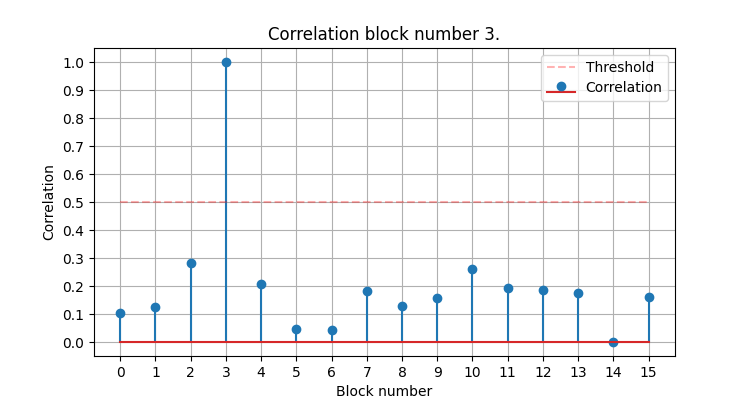 Correlation block number 3.
Threshold
Correlation
Correlation
1.0
0.9
0.8
0.7
0.6
0.5
0.4
0.3
0.2
0.1
0.0
0 1 2 3 4 5 6 7 8 9 10 11 12 13 14 15
Block number